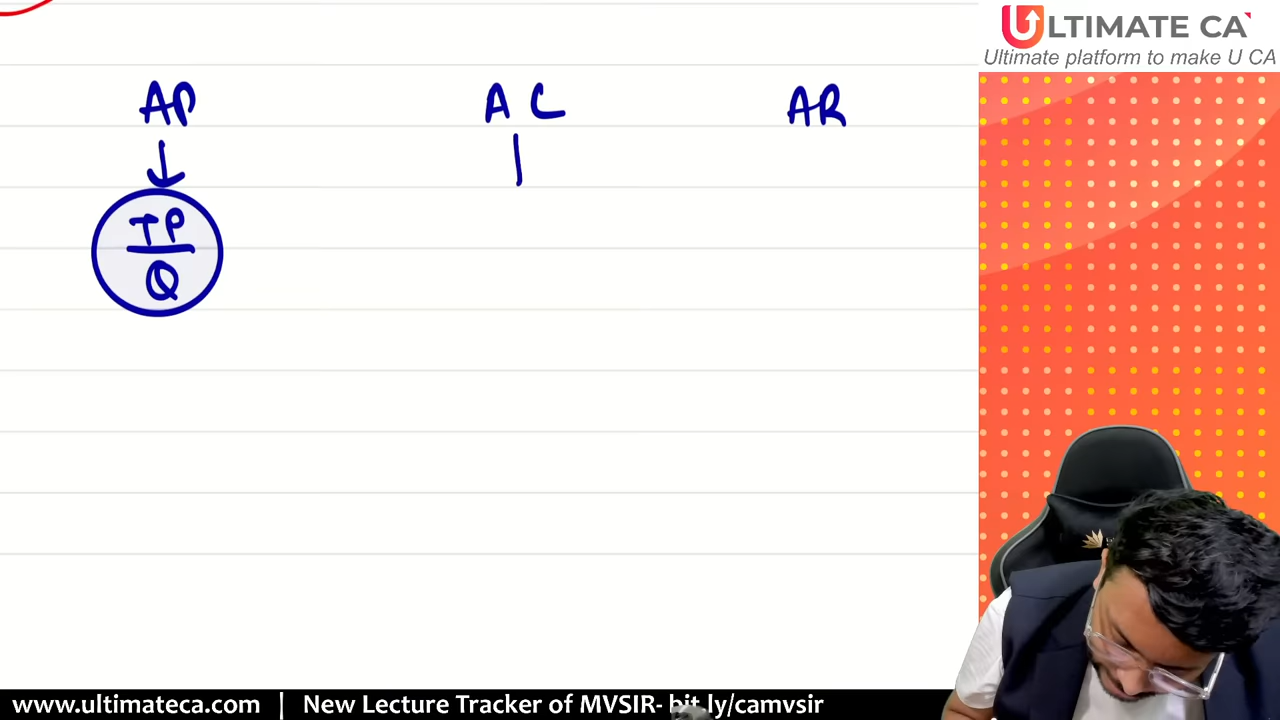 ULTIMATE CA
Ultimate platform to make U CA
AP A C AR
TP
Q
www.ultimateca.com | New Lecture Tracker of MVSIR- bit.ly/camvsir